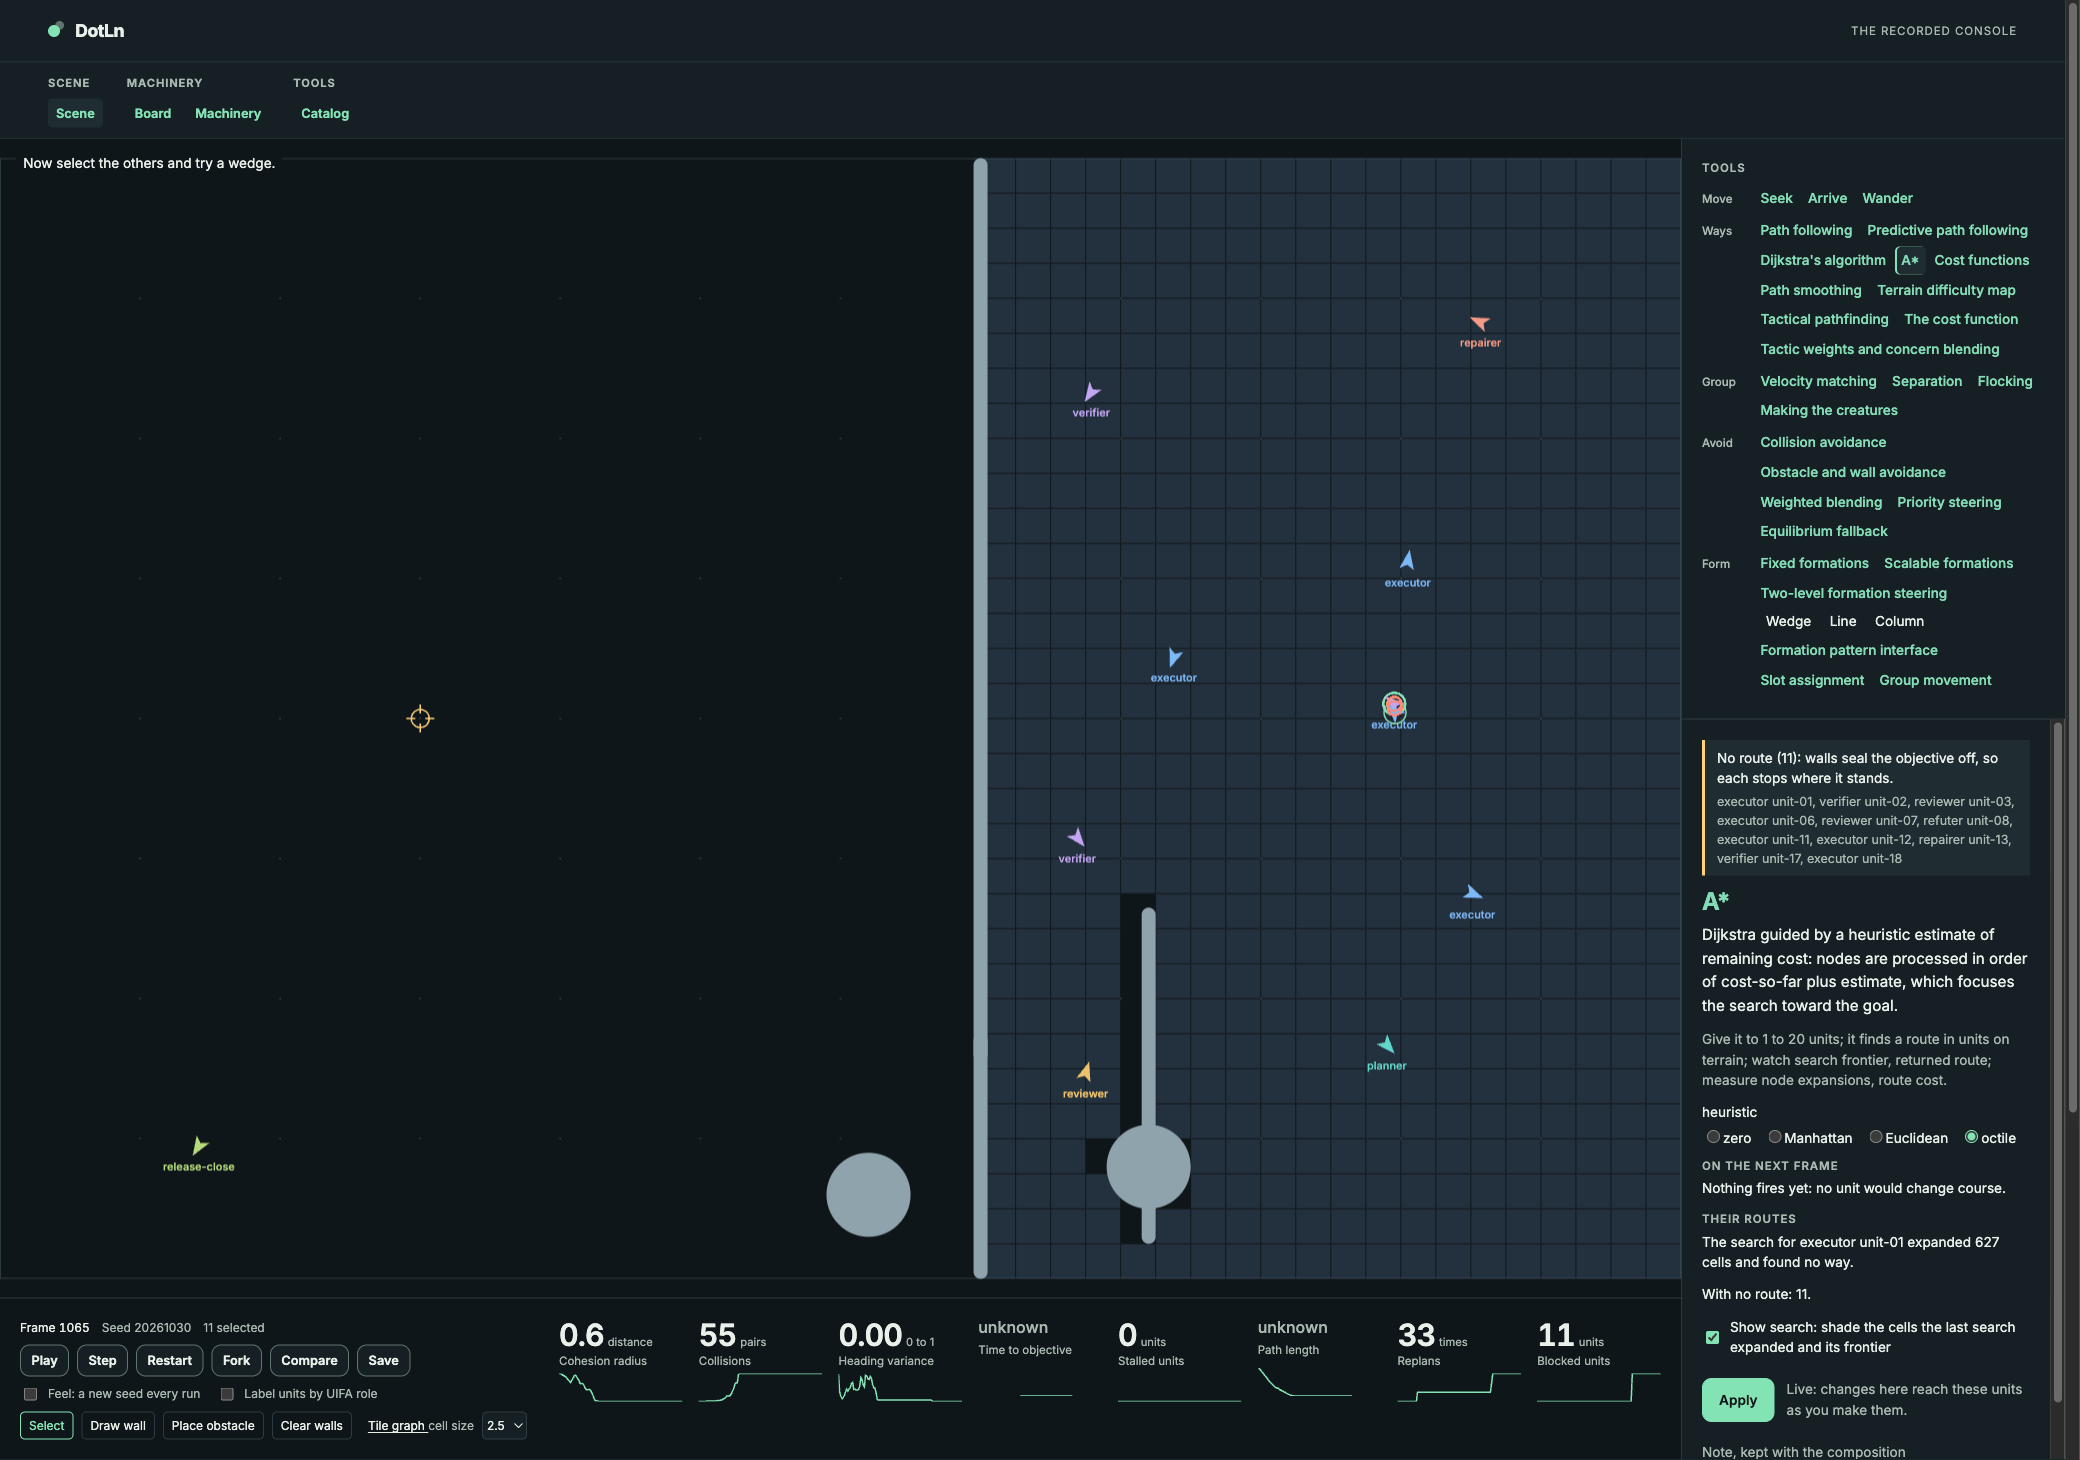 DotLn
THE RECORDED CONSOLE
SCENE
MACHINERY
TOOLS
Scene
Board
Machinery
Catalog
Now select the others and try a wedge.
repairer
verifier
executor
executor
executor
verifier
executor
planner
reviewer
release-close
TOOLS
Move
Seek Arrive Wander
Ways
Path following Predictive path following
Dijkstra's algorithm A* Cost functions
Path smoothing Terrain difficulty map
Tactical pathfinding The cost function
Tactic weights and concern blending
Group
Velocity matching Separation Flocking
Making the creatures
Avoid
Collision avoidance
Obstacle and wall avoidance
Weighted blending Priority steering
Equilibrium fallback
Form
Fixed formations Scalable formations
Two-level formation steering
Wedge Line Column
Formation pattern interface
Slot assignment Group movement
No route (11): walls seal the objective off, so
each stops where it stands.
executor unit-01, verifier unit-02, reviewer unit-03,
executor unit-06, reviewer unit-07, refuter unit-08,
executor unit-11, executor unit-12, repairer unit-13,
verifier unit-17, executor unit-18
A*
Dijkstra guided by a heuristic estimate of
remaining cost: nodes are processed in order
of cost-so-far plus estimate, which focuses
the search toward the goal.
Give it to 1 to 20 units; it finds a route in units on
terrain; watch search frontier, returned route;
measure node expansions, route cost.
heuristic
zero Manhattan Euclidean octile
ON THE NEXT FRAME
Nothing fires yet: no unit would change course.
THEIR ROUTES
The search for executor unit-01 expanded 627
cells and found no way.
With no route: 11.
Show search: shade the cells the last search
expanded and its frontier
Apply
Live: changes here reach these units
as you make them.
Note, kept with the composition
Frame 1065 Seed 20261030 11 selected
Play Step Restart Fork Compare Save
Feel: a new seed every run
Label units by UIFA role
Select Draw wall Place obstacle Clear walls Tile graph cell size 2.5
0.6 distance
Cohesion radius
55 pairs
Collisions
0.00 0 to 1
Heading variance
unknown
Time to objective
0 units
Stalled units
unknown
Path length
33 times
Replans
11 units
Blocked units